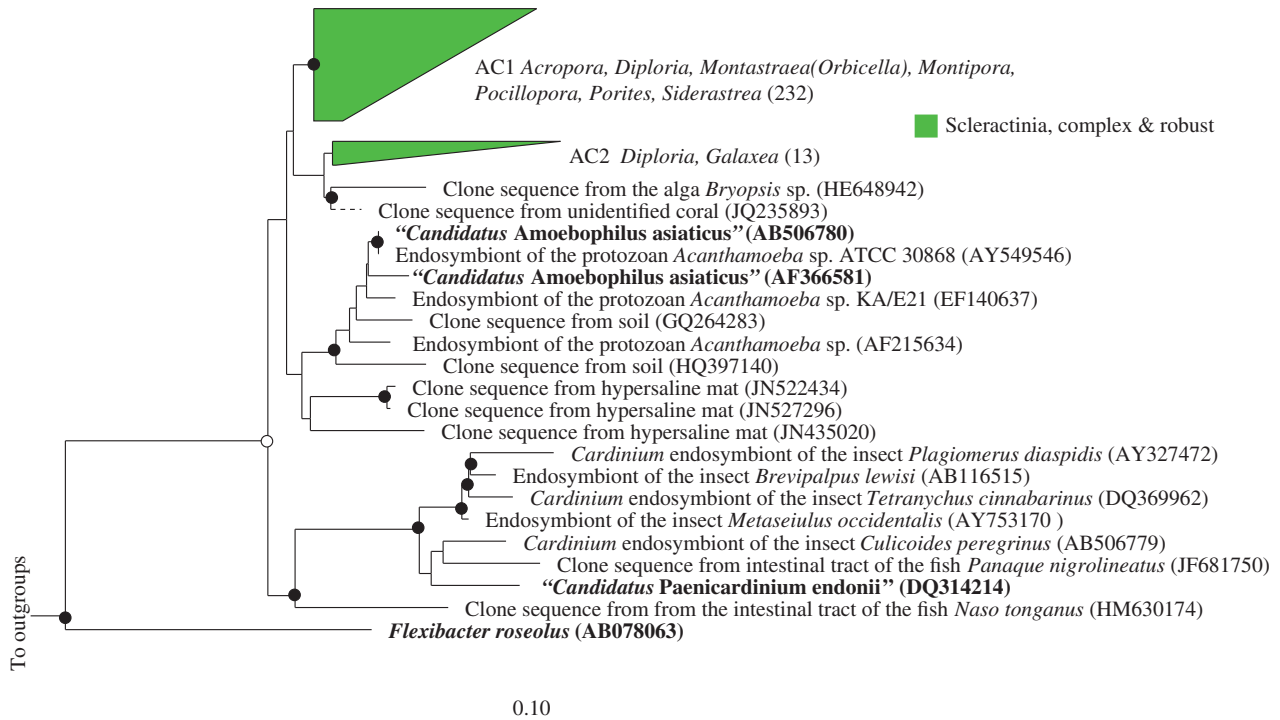 AC1 Acropora, Diploria, Montastraea(Orbicella), Montipora,
Pocillopora, Porites, Siderastrea (232)
Scleractinia, complex & robust
AC2 Diploria, Galaxea (13)
Clone sequence from the alga Bryopsis sp. (HE648942)
Clone sequence from unidentified coral (JQ235893)
“Candidatus Amoebophilus asiaticus” (AB506780)
Endosymbiont of the protozoan Acanthamoeba sp. ATCC 30868 (AY549546)
“Candidatus Amoebophilus asiaticus” (AF366581)
Endosymbiont of the protozoan Acanthamoeba sp. KA/E21 (EF140637)
Clone sequence from soil (GQ264283)
Endosymbiont of the protozoan Acanthamoeba sp. (AF215634)
Clone sequence from soil (HQ397140)
Clone sequence from hypersaline mat (JN522434)
Clone sequence from hypersaline mat (JN527296)
Clone sequence from hypersaline mat (JN435020)
Cardinium endosymbiont of the insect Plagiomerus diaspidis (AY327472)
Endosymbiont of the insect Brevipalpus lewisi (AB116515)
Cardinium endosymbiont of the insect Tetranychus cinnabarinus (DQ369962)
Endosymbiont of the insect Metaseiulus occidentalis (AY753170 )
Cardinium endosymbiont of the insect Culicoides peregrinus (AB506779)
Clone sequence from intestinal tract of the fish Panaque nigrolineatus (JF681750)
“Candidatus Paenicardinium endonii” (DQ314214)
Clone sequence from from the intestinal tract of the fish Naso tonganus (HM630174)
Flexibacter roseolus (AB078063)
To outgroups
0.10